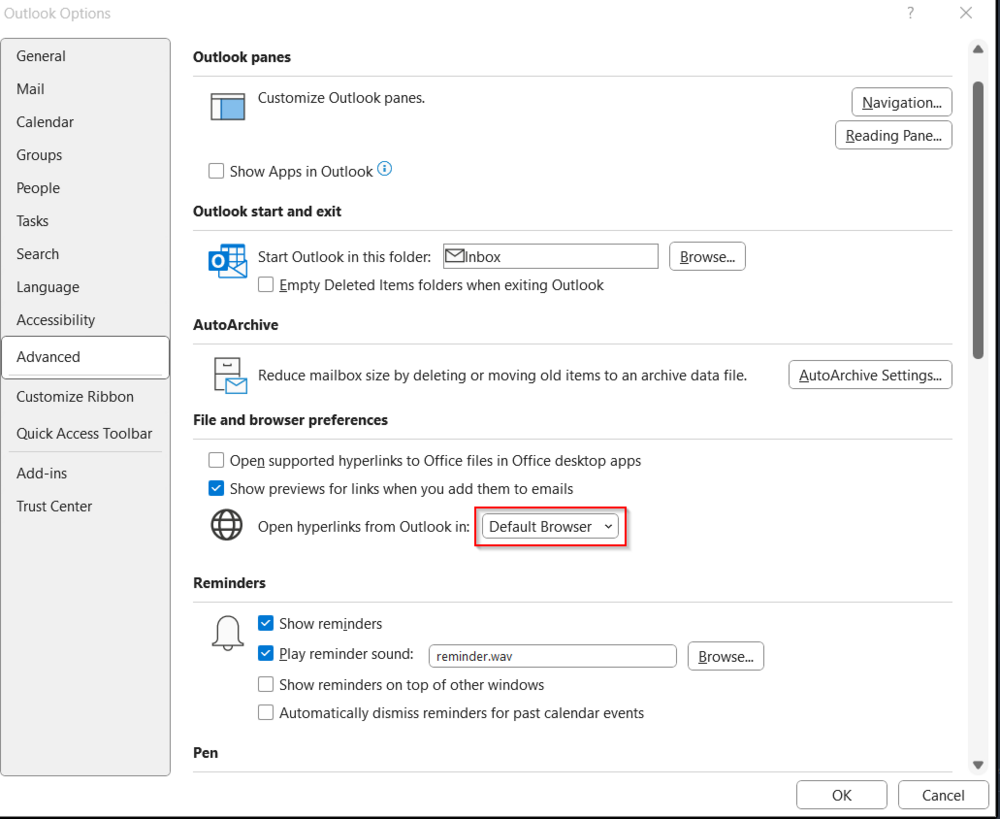 Outlook Options
?
General
Mail
Calendar
Groups
People
Tasks
Search
Language
Accessibility
Advanced
Customize Ribbon
Quick Access Toolbar
Add-ins
Trust Center
Outlook panes
Customize Outlook panes.
Navigation...
Reading Pane...
Show Apps in Outlook
Outlook start and exit
Start Outlook in this folder: Inbox Browse...
Empty Deleted Items folders when exiting Outlook
AutoArchive
Reduce mailbox size by deleting or moving old items to an archive data file. AutoArchive Settings...
File and browser preferences
Open supported hyperlinks to Office files in Office desktop apps
Show previews for links when you add them to emails
Open hyperlinks from Outlook in: Default Browser
Reminders
Show reminders
Play reminder sound: reminder.wav Browse...
Show reminders on top of other windows
Automatically dismiss reminders for past calendar events
Pen
OK Cancel